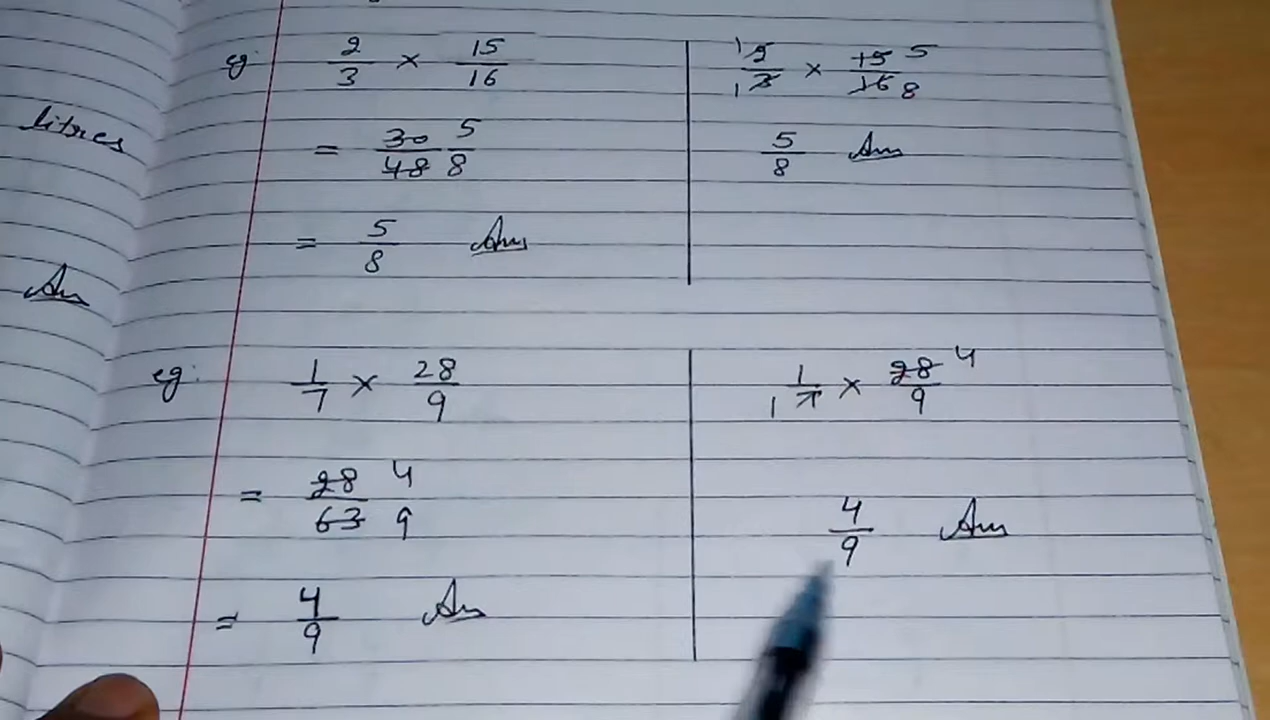 eg: 2/3 × 15/16
= 30/48 5/8
= 5/8 Ans
1 2/3 1 × 15/16 5 8
5/8 Ans
litres
Ans
eg: 1/7 × 28/9
= 28/63 4/9
= 4/9 Ans
1/7 1 × 28/9 4
4/9 Ans